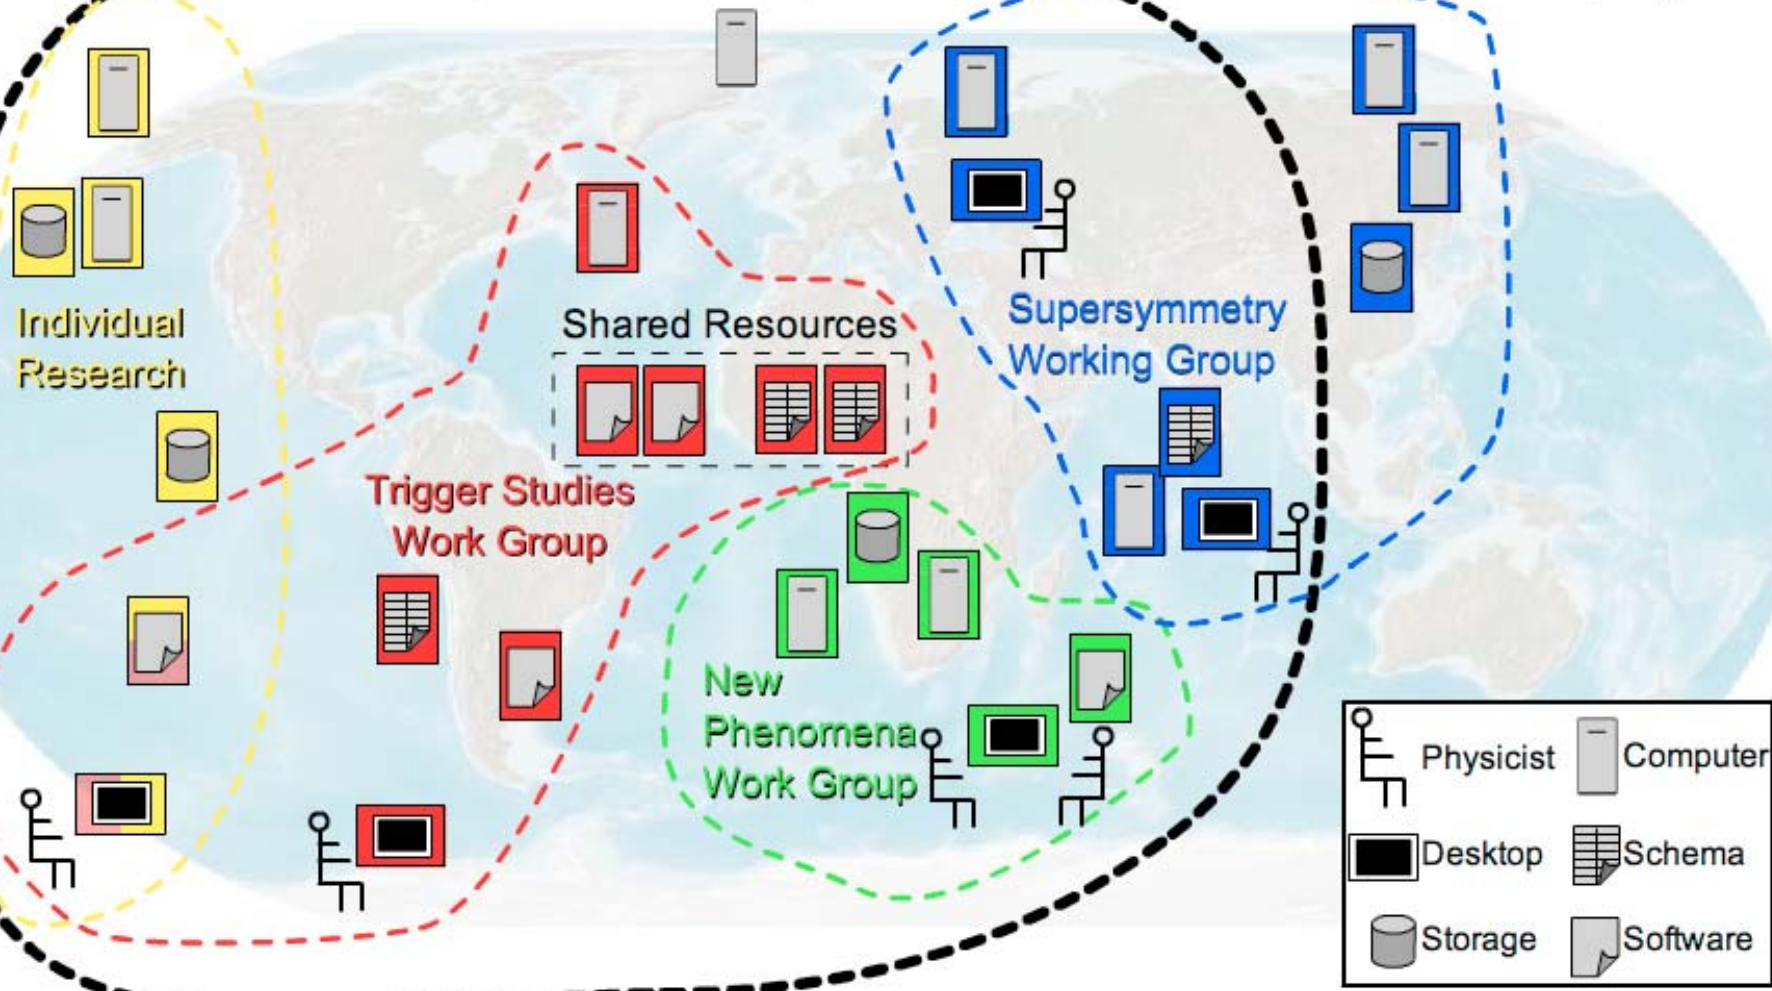 Individual
Research
Shared Resources
Supersymmetry
Working Group
Trigger Studies
Work Group
New
Phenomena
Work Group
Physicist
Computer
Desktop
Schema
Storage
Software